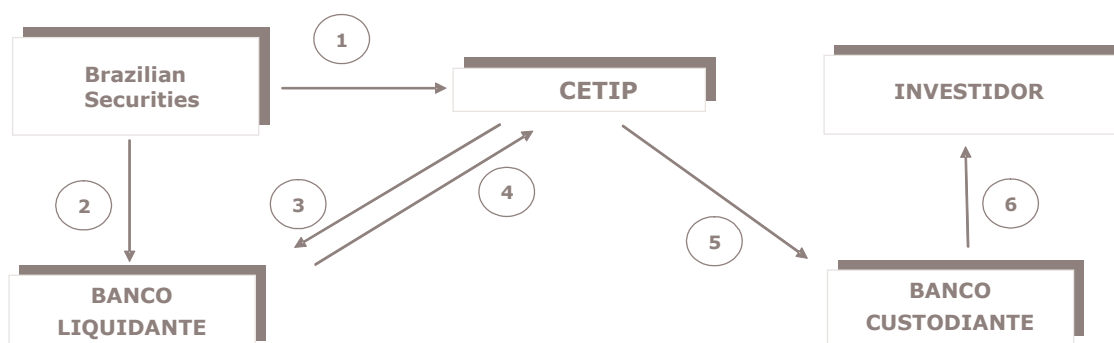 1
Brazilian
Securities
CETIP
INVESTIDOR
2
3
4
5
6
BANCO
LIQUIDANTE
BANCO
CUSTODIANTE